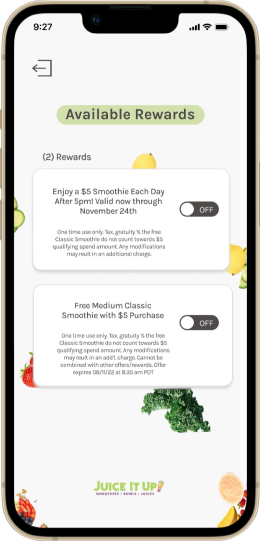 9:27
Available Rewards
(2) Rewards
Enjoy a $5 Smoothie Each Day
After 5pm! Valid now through
November 24th
OFF
One time use only. Tax, gratuity % the free
Classic Smoothie do not count towards $5
qualifying spend amount. Any modifications
may reult in an additional charge.
Free Medium Classic
Smoothie with $5 Purchase
OFF
One time use only. Tax, gratuity % the free
Classic Smoothie do not count towards $5
qualifying spend amount. Any modifications
may reult in an add'l. charge. Cannot be
combined with other offers/rewards. Offer
expires 08/11/22 at 8:35 am PDT
JUICE IT UP!
SMOOTHIES • BOWLS • JUICES